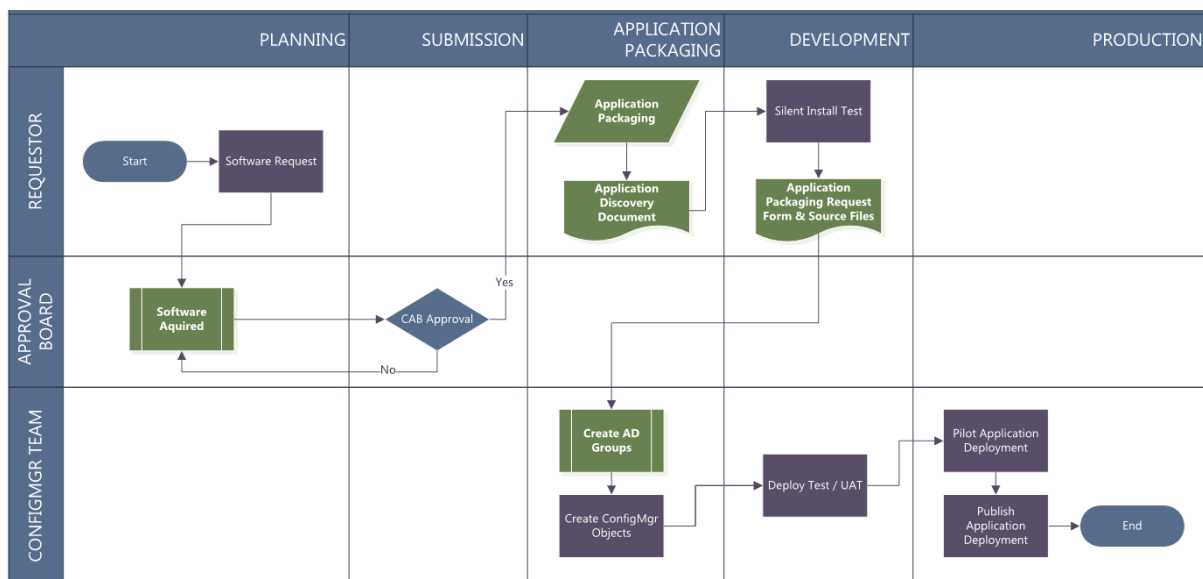 PLANNING
SUBMISSION
APPLICATION
PACKAGING
DEVELOPMENT
PRODUCTION
REQUESTOR
Start
Software Request
Application
Packaging
Application
Discovery
Document
Silent Install Test
Application
Packaging Request
Form & Source Files
APPROVAL
BOARD
Software
Aquired
CAB Approval
Yes
No
CONFIGMGR TEAM
Create AD
Groups
Create ConfigMgr
Objects
Deploy Test / UAT
Pilot Application
Deployment
Publish
Application
Deployment
End